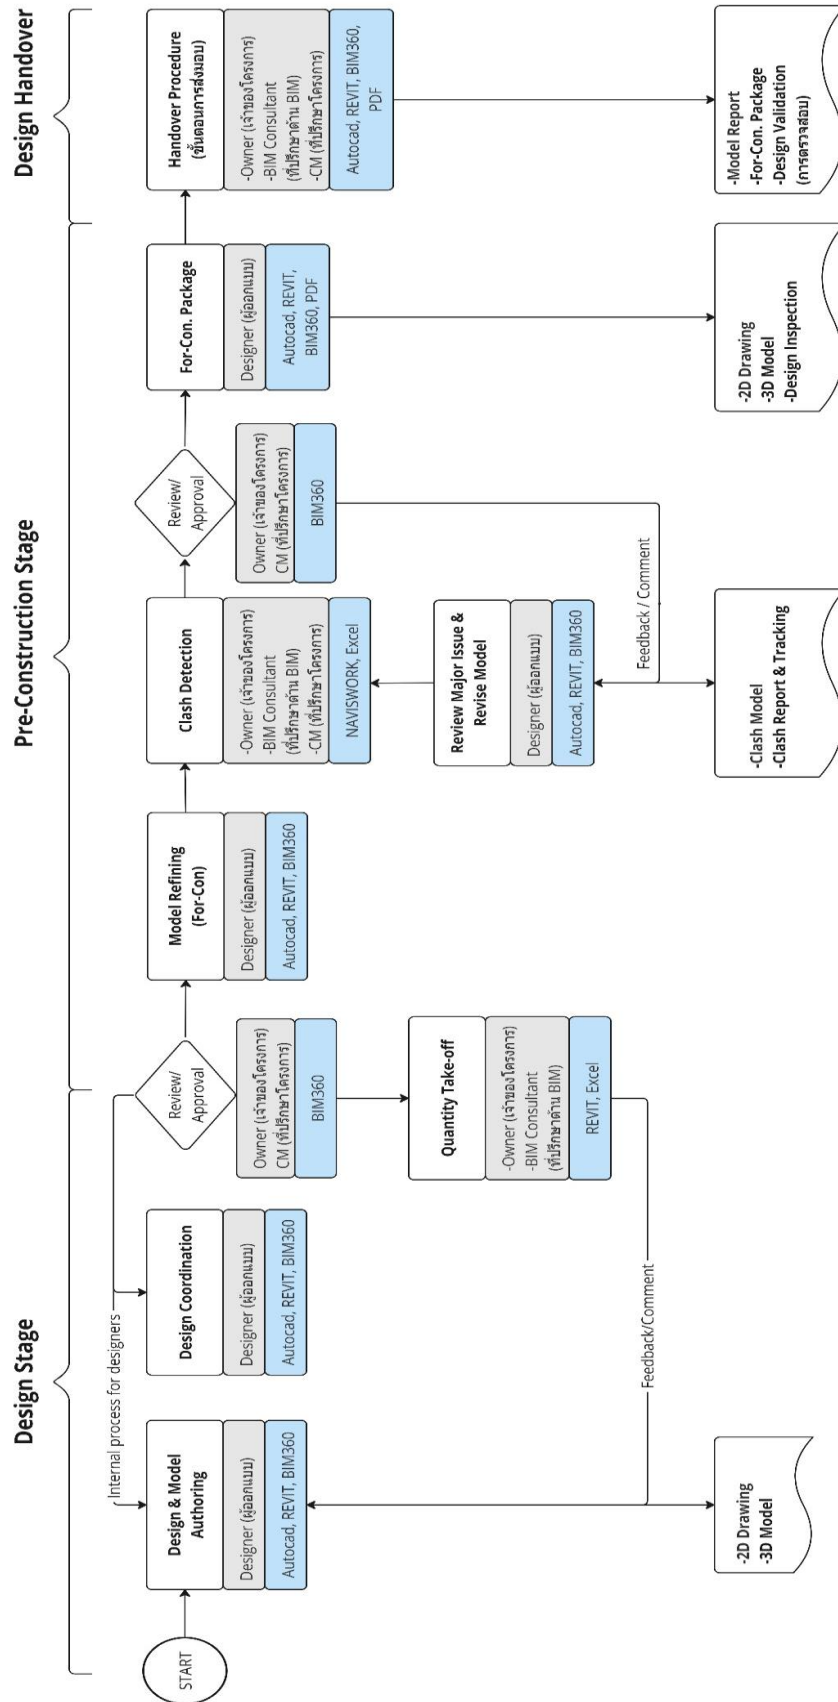 Design Stage
Pre-Construction Stage
Design Handover
START
Internal process for designers
Design & Model
Authoring
Designer (ผู้ออกแบบ)
Autocad, REVIT, BIM360
Design Coordination
Designer (ผู้ออกแบบ)
Autocad, REVIT, BIM360
Review/
Approval
Owner (เจ้าของโครงการ)
CM (ที่ปรึกษาโครงการ)
BIM360
Quantity Take-off
-Owner (เจ้าของโครงการ)
-BIM Consultant
(ที่ปรึกษาด้าน BIM)
REVIT, Excel
Feedback/Comment
-2D Drawing
-3D Model
Model Refining
(For-Con)
Designer (ผู้ออกแบบ)
Autocad, REVIT, BIM360
Clash Detection
-Owner (เจ้าของโครงการ)
-BIM Consultant
(ที่ปรึกษาด้าน BIM)
-CM (ที่ปรึกษาโครงการ)
NAVISWORK, Excel
Review Major Issue &
Revise Model
Designer (ผู้ออกแบบ)
Autocad, REVIT, BIM360
Feedback / Comment
-Clash Model
-Clash Report & Tracking
Review/
Approval
Owner (เจ้าของโครงการ)
CM (ที่ปรึกษาโครงการ)
BIM360
For-Con. Package
Designer (ผู้ออกแบบ)
Autocad, REVIT,
BIM360, PDF
-2D Drawing
-3D Model
-Design Inspection
Handover Procedure
(ขั้นตอนการส่งมอบ)
-Owner (เจ้าของโครงการ)
-BIM Consultant
(ที่ปรึกษาด้าน BIM)
-CM (ที่ปรึกษาโครงการ)
Autocad, REVIT, BIM360,
PDF
-Model Report
-For-Con. Package
-Design Validation
(การตรวจสอบ)